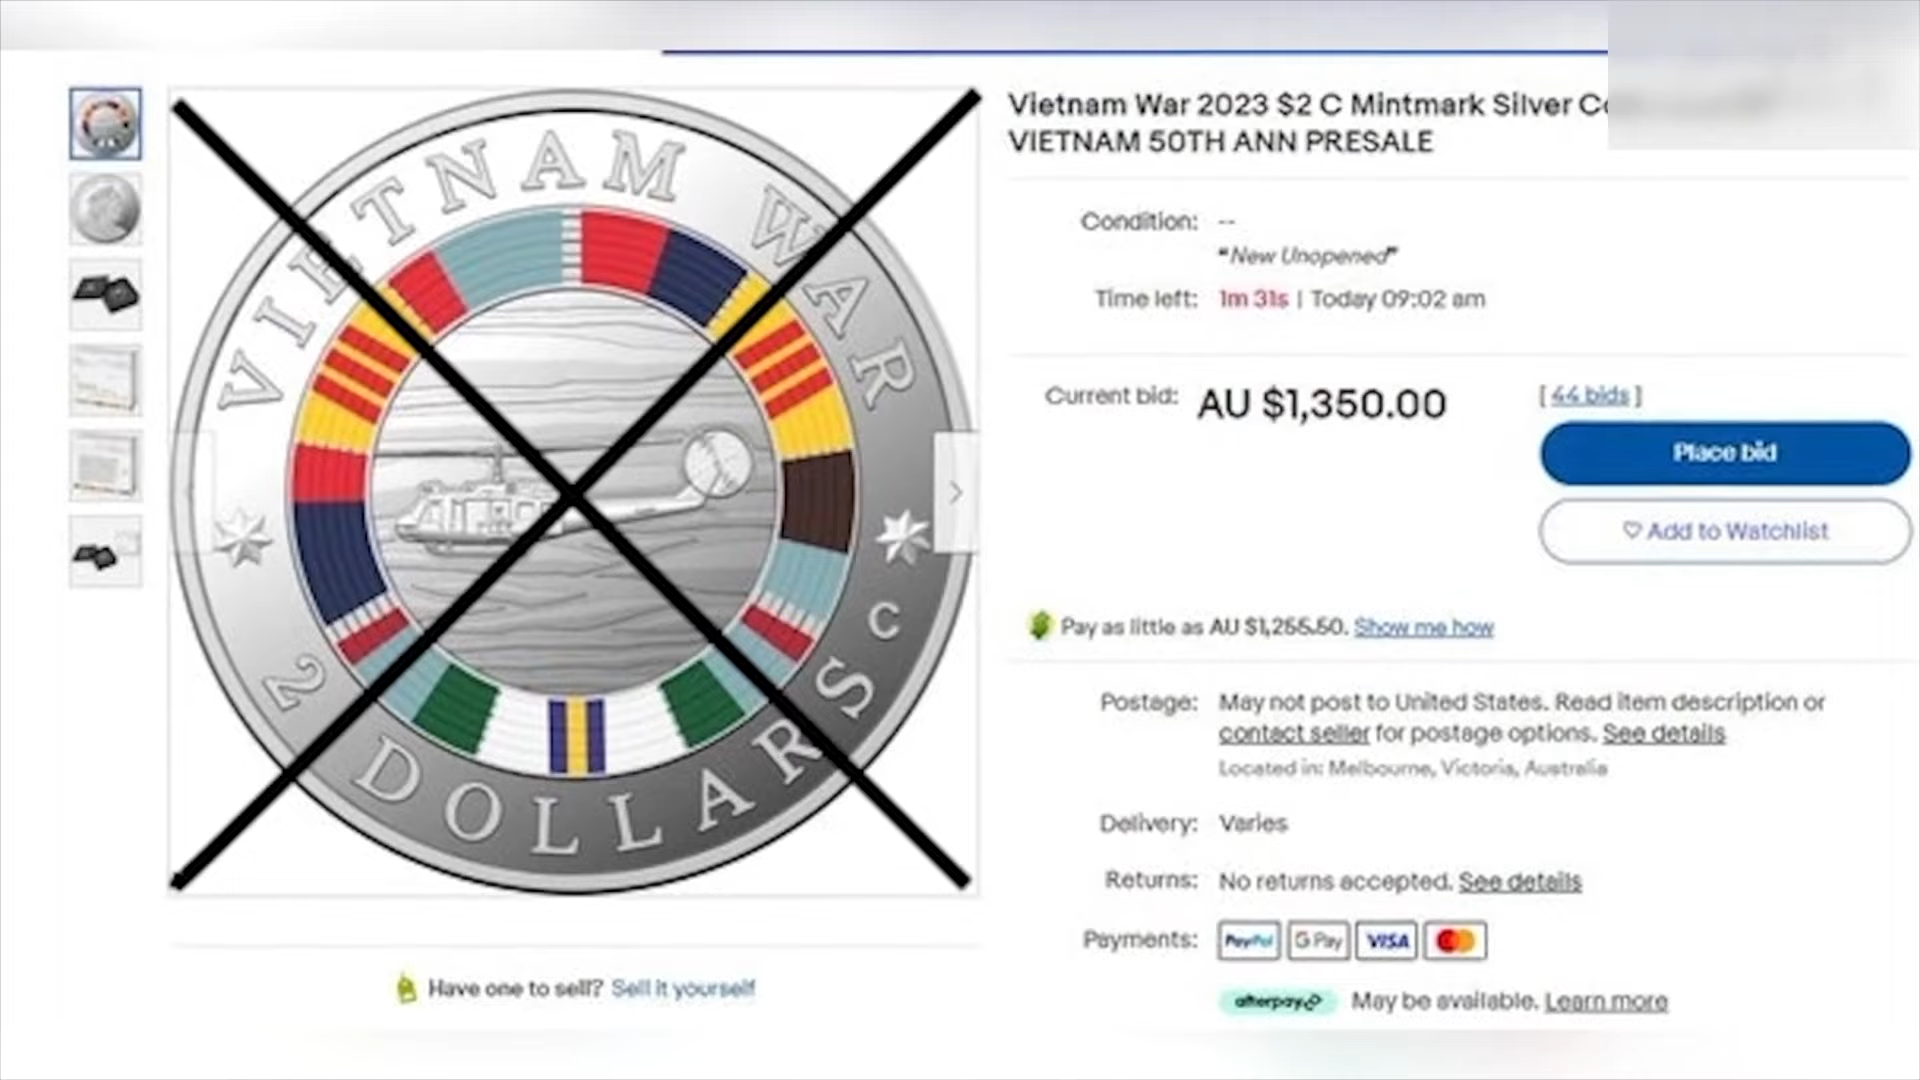 Vietnam War 2023 $2 C Mintmark Silver
VIETNAM 50TH ANN PRESALE
VIETNAM WAR
2 DOLLARS
C
Condition: --
"New Unopened"
Time left: 1m 31s | Today 09:02 am
Current bid: AU $1,350.00
[ 44 bids ]
Place bid
Add to Watchlist
Pay as little as AU $1,255.50. Show me how
Postage: May not post to United States. Read item description or
contact seller for postage options. See details
Located in: Melbourne, Victoria, Australia
Delivery: Varies
Returns: No returns accepted. See details
Payments: PayPal G Pay VISA
afterpay May be available. Learn more
Have one to sell? Sell it yourself